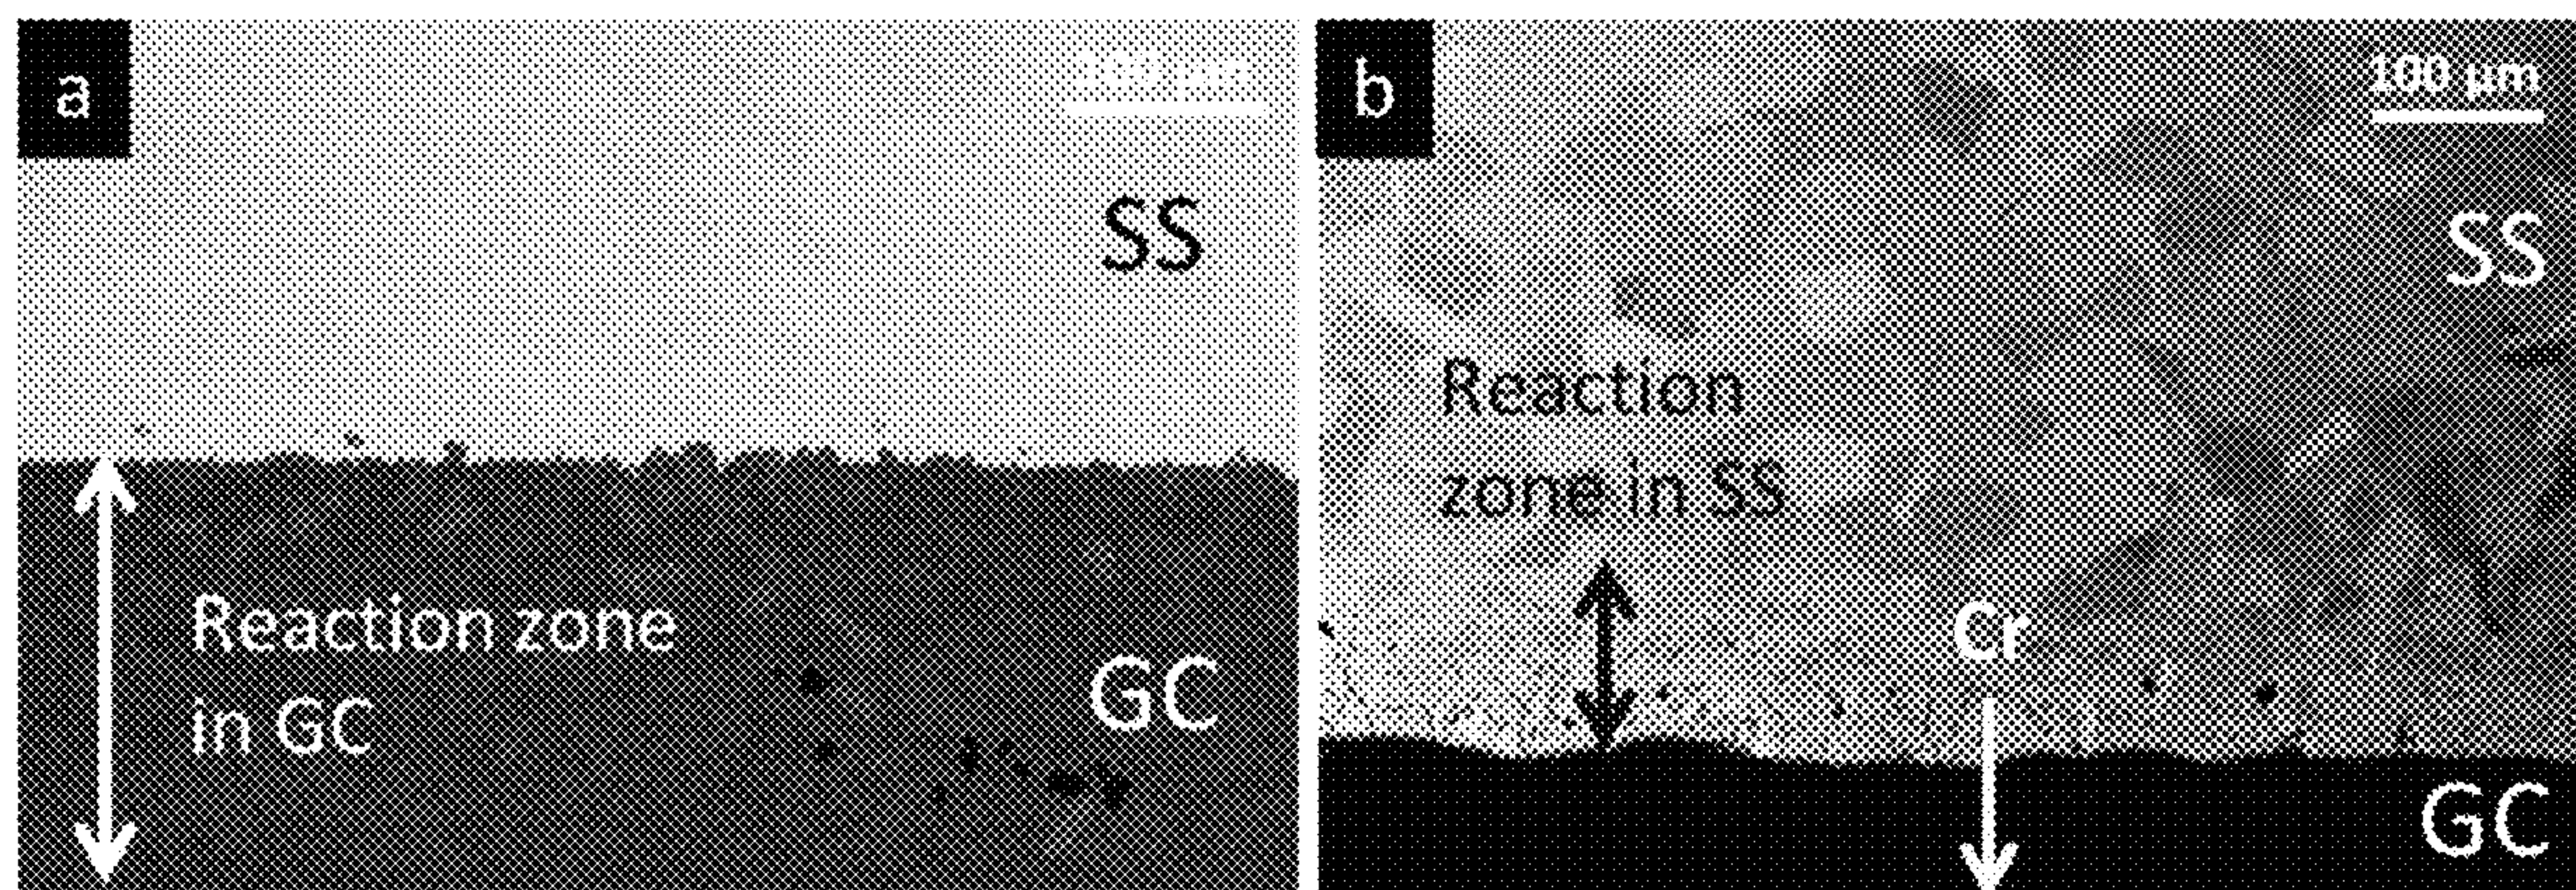 a
SS
Reaction zone
in GC
GC
b
100 µm
SS
Reaction
zone in SS
Cr
GC